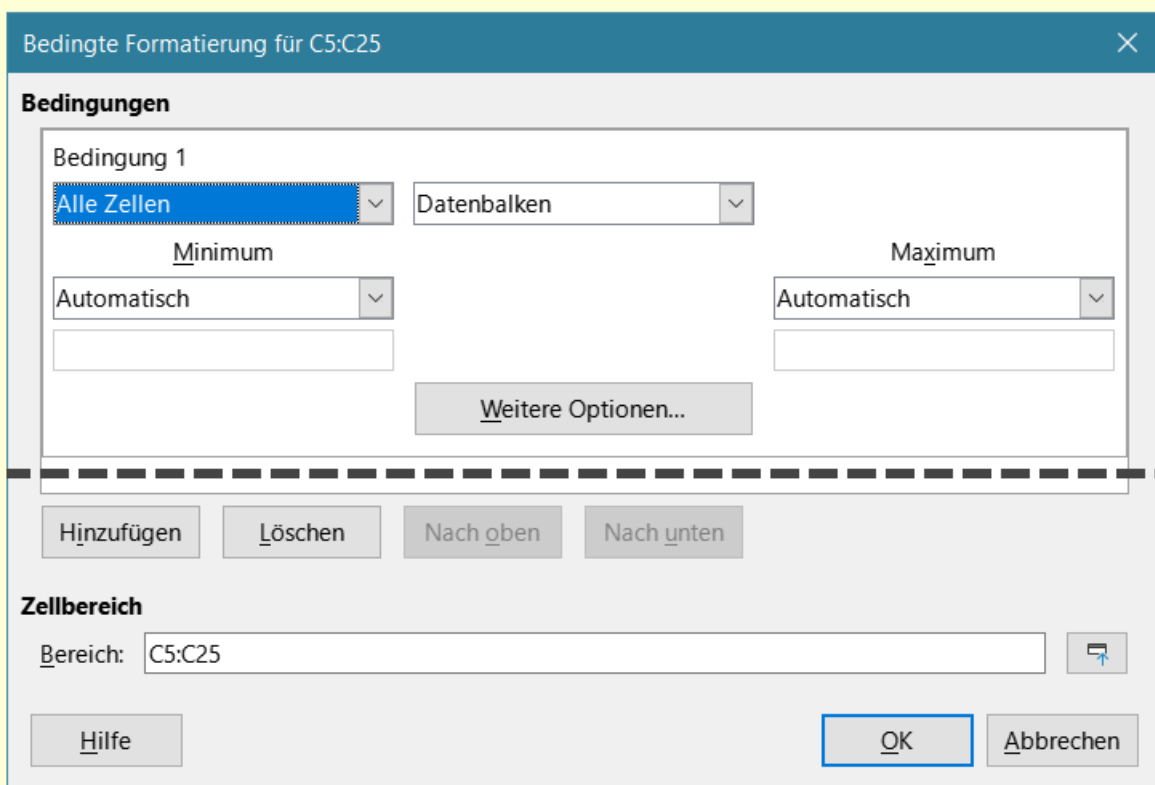 Bedingte Formatierung für C5:C25
Bedingungen
Bedingung 1
Alle Zellen Datenbalken
Minimum Maximum
Automatisch Automatisch
Weitere Optionen...
Hinzufügen Löschen Nach oben Nach unten
Zellbereich
Bereich: C5:C25
Hilfe OK Abbrechen